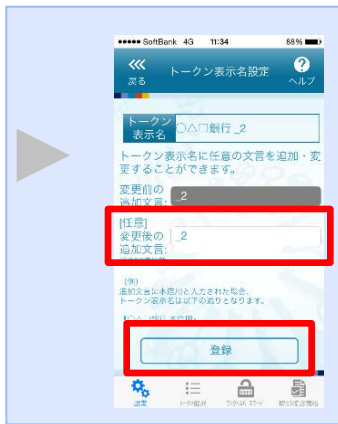 SoftBank 4G 11:34 58%
戻る
トークン表示名設定
?
ヘルプ
トークン
表示名
○△□銀行_2
トークン表示名に任意の文言を追加・変
更することができます。
変更前の
追加文言:
_2
[任意]
変更後の
追加文言:
_2
(例)
追加文言に本店用と入力された場合、
トークン表示名は以下の通りとなります。
登録
設定